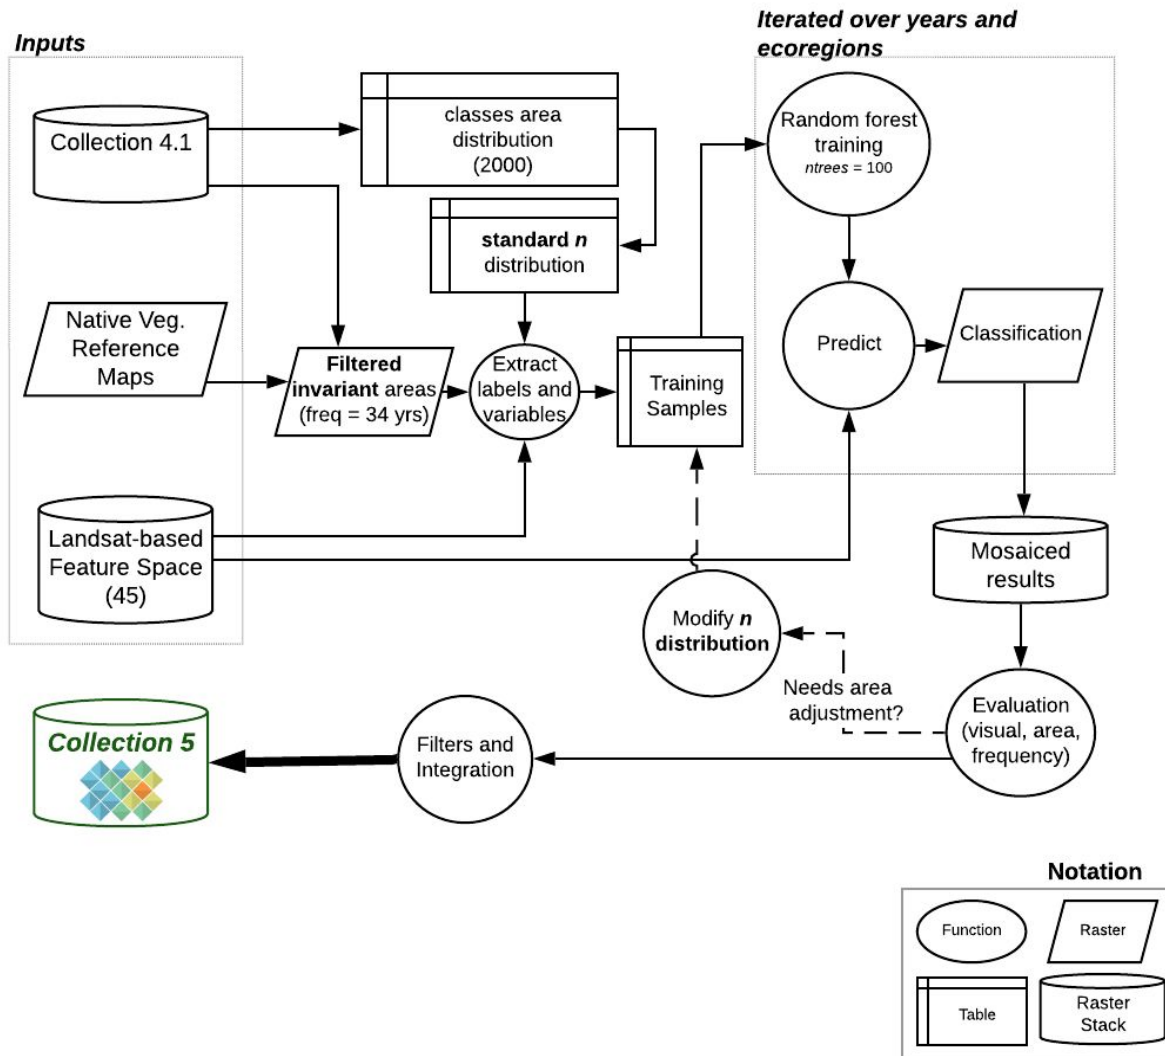 Inputs
Iterated over years and
ecoregions
Collection 4.1
classes area
distribution
(2000)
Random forest
training
ntrees = 100
standard n
distribution
Native Veg.
Reference
Maps
Filtered
invariant areas
(freq = 34 yrs)
Extract
labels and
variables
Training
Samples
Predict
Classification
Landsat-based
Feature Space
(45)
Mosaiced
results
Modify n
distribution
Needs area
adjustment?
Evaluation
(visual, area,
frequency)
Filters and
Integration
Collection 5
Notation
Function
Raster
Table
Raster
Stack